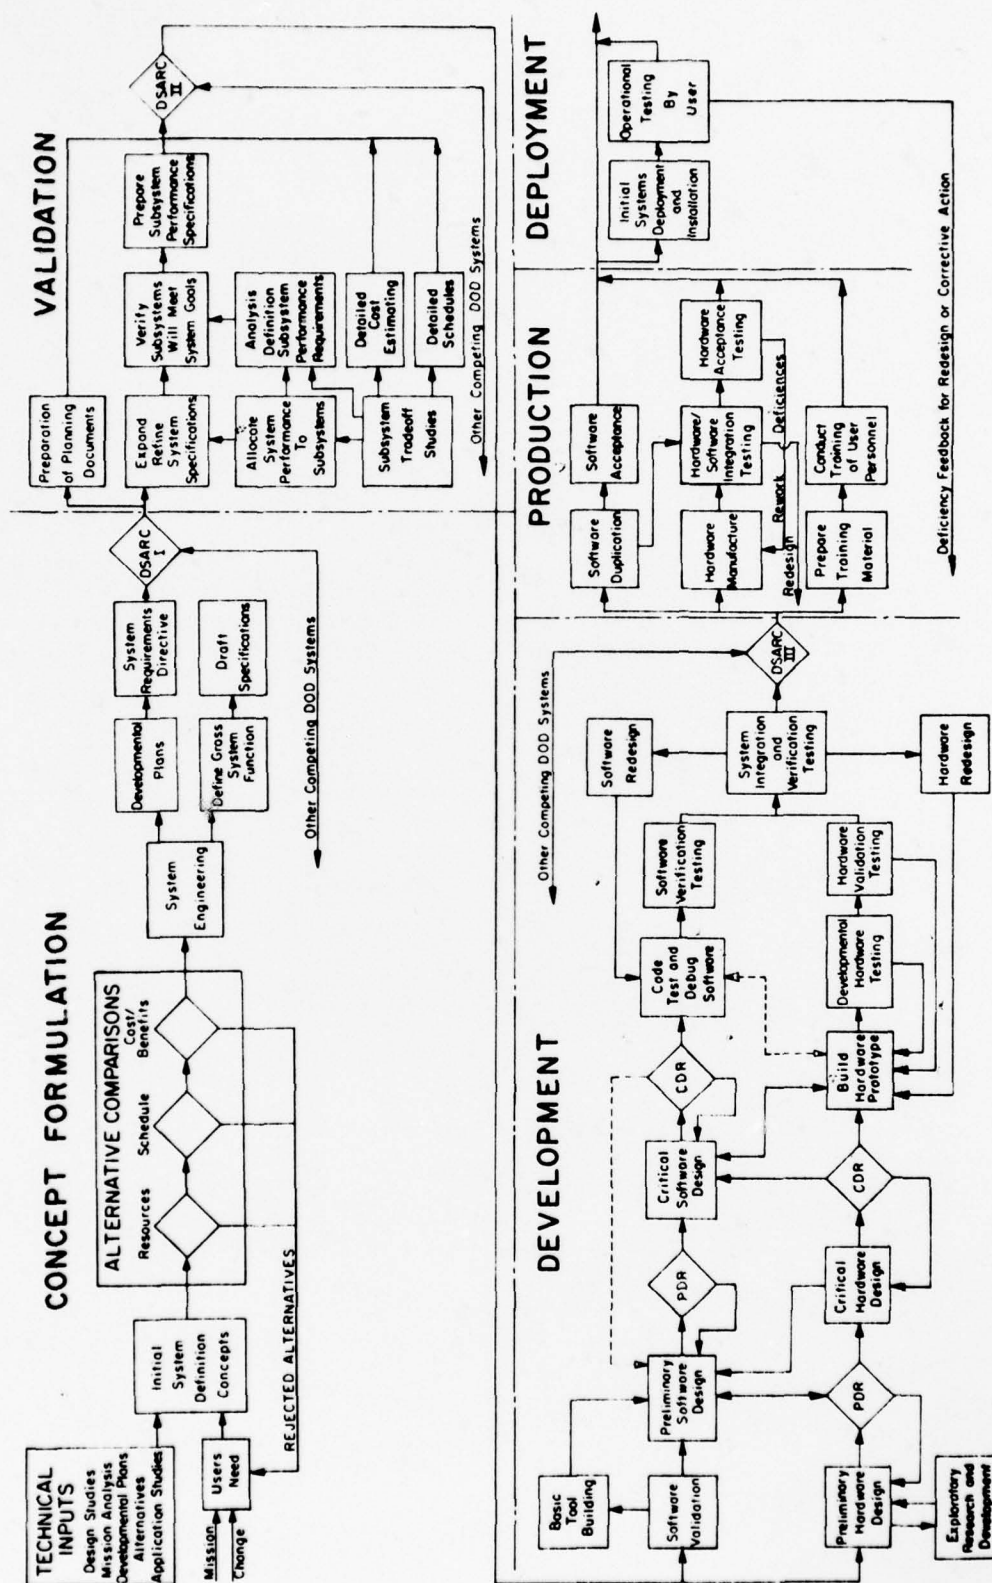 CONCEPT FORMULATION
TECHNICAL
INPUTS
Design Studies
Mission Analysis
Developmental Plans
Alternatives
Application Studies
Mission
Change
Users
Need
Initial
System
Definition
Concepts
ALTERNATIVE COMPARISONS
Resources
Schedule
Cost/
Benefits
REJECTED ALTERNATIVES
System
Engineering
Developmental
Plans
System
Requirements
Directive
Define Gross
System
Function
Draft
Specifications
DSARC
I
Other Competing DOD Systems
VALIDATION
Preparation
of Planning
Documents
Expand
Refine
System
Specifications
Verify
Subsystems
Will Meet
System Goals
Prepare
Subsystem
Performance
Specifications
Allocate
System
Performance
To
Subsystems
Analysis
Definition
Subsystem
Performance
Requirements
Subsystem
Tradeoff
Studies
Detailed
Cost
Estimating
Detailed
Schedules
DSARC
II
Other Competing DOD Systems
DEVELOPMENT
Basic
Tool
Building
Software
Validation
Preliminary
Software
Design
PDR
Critical
Software
Design
CDR
Code
Test and
Debug
Software
Software
Verification
Testing
Software
Redesign
Preliminary
Hardware
Design
Exploratory
Research and
Development
PDR
Critical
Hardware
Design
CDR
Build
Hardware
Prototype
Developmental
Hardware
Testing
Hardware
Validation
Testing
System
Integration
and
Verification
Testing
Hardware
Redesign
Other Competing DOD Systems
DSARC
III
PRODUCTION
Software
Duplication
Software
Acceptance
Hardware
Manufacture
Hardware/
Software
Integration
Testing
Hardware
Acceptance
Testing
Rework Deficiences
Redesign
Prepare
Training
Material
Conduct
Training
of User
Personnel
DEPLOYMENT
Initial
Systems
Deployment
and
Installation
Operational
Testing
By
User
Deficiency Feedback for Redesign or Corrective Action